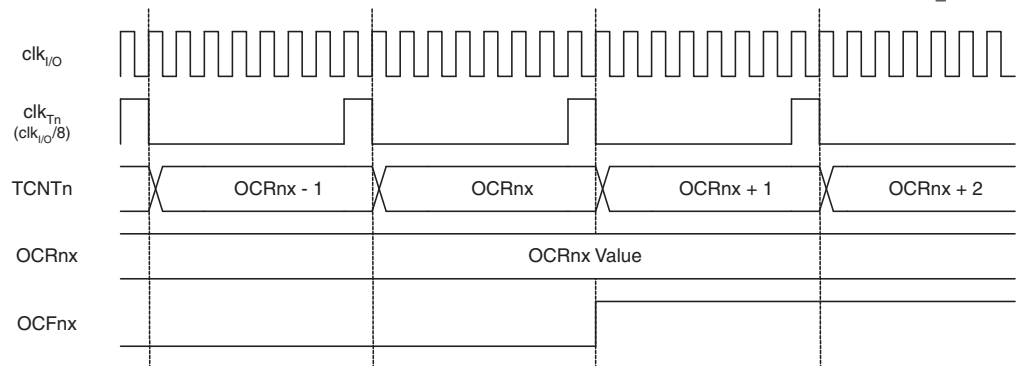 clkI/O
clkTn
(clkI/O/8)
TCNTn
OCRnx - 1
OCRnx
OCRnx + 1
OCRnx + 2
OCRnx
OCRnx Value
OCFnx